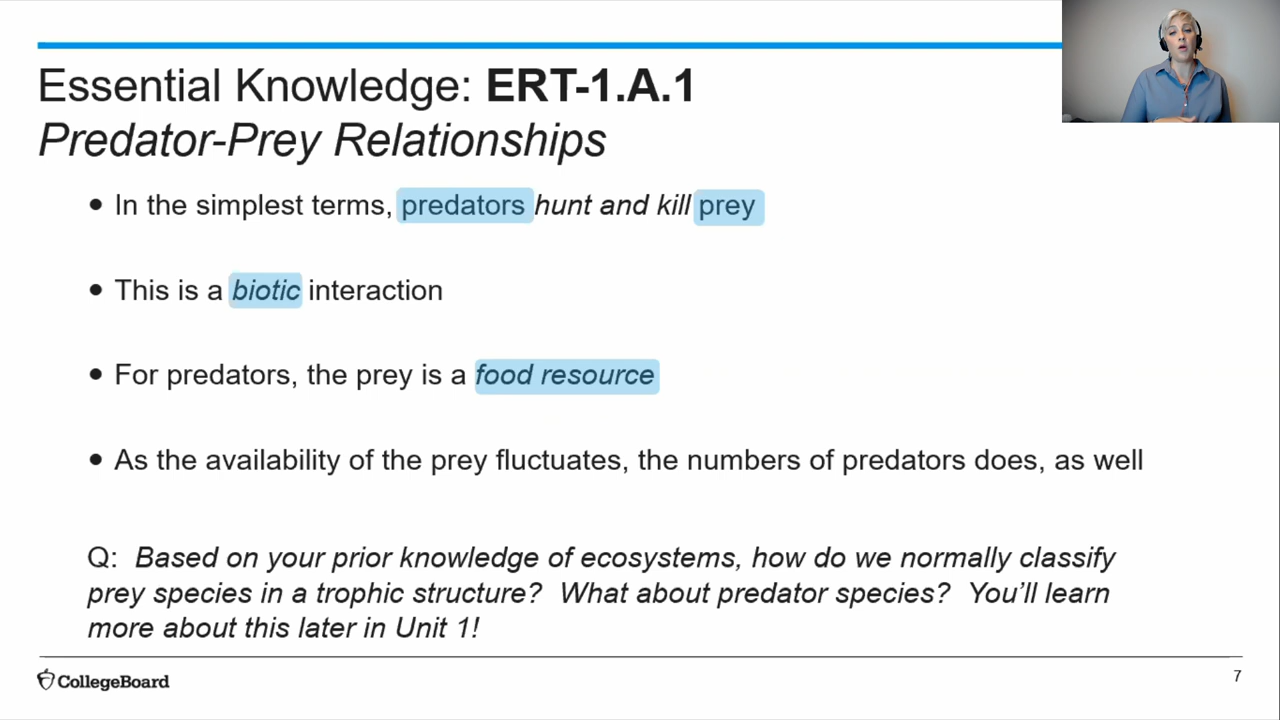 Essential Knowledge: ERT-1.A.1
Predator-Prey Relationships
• In the simplest terms, predators hunt and kill prey
• This is a biotic interaction
• For predators, the prey is a food resource
• As the availability of the prey fluctuates, the numbers of predators does, as well
Q: Based on your prior knowledge of ecosystems, how do we normally classify
prey species in a trophic structure? What about predator species? You'll learn
more about this later in Unit 1!
CollegeBoard
7